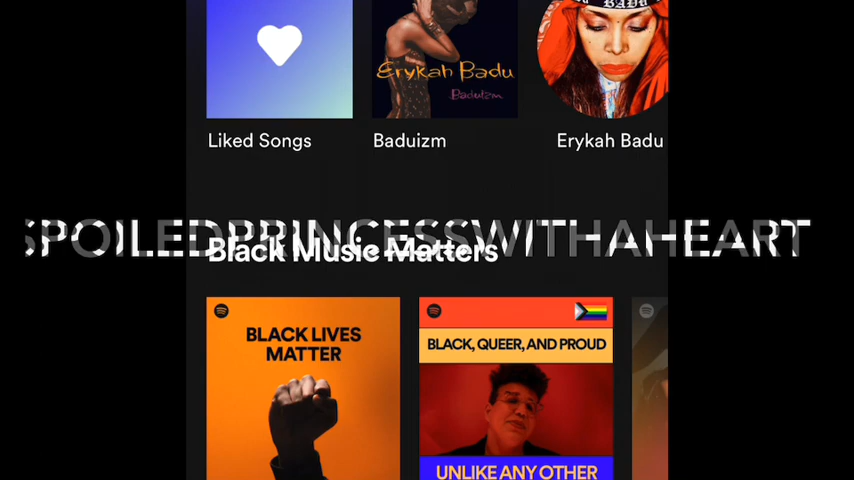 BADU
Erykah Badu
Baduizm
Liked Songs
Baduizm
Erykah Badu
SPOILEDPRINCESSWITHAHEART
Black Music Matters
BLACK LIVES
MATTER
BLACK, QUEER, AND PROUD
UNLIKE ANY OTHER